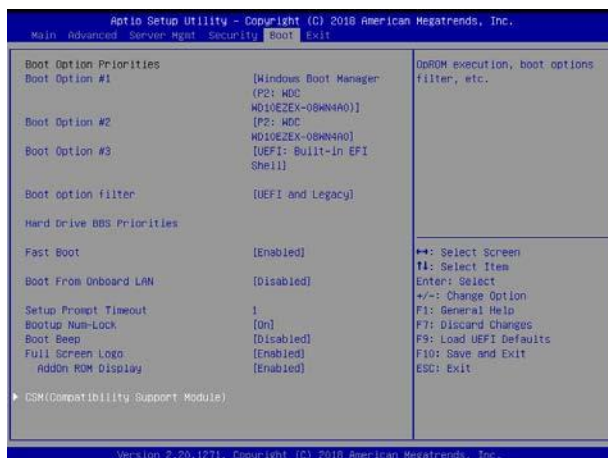 Aptio Setup Utility – Copyright (C) 2018 American Megatrends, Inc.
Main Advanced Server Mgmt Security Boot Exit
Boot Option Priorities
Boot Option #1 [Windows Boot Manager
(P2: WDC
WD10EZEX-08WN4A0)]
Boot Option #2 [P2: WDC
WD10EZEX-08WN4A0]
Boot Option #3 [UEFI: Built-in EFI
Shell]
Boot option filter [UEFI and Legacy]
Hard Drive BBS Priorities
Fast Boot [Enabled]
Boot From Onboard LAN [Disabled]
Setup Prompt Timeout 1
Bootup Num-Lock [On]
Boot Beep [Disabled]
Full Screen Logo [Enabled]
AddOn ROM Display [Enabled]
CSM(Compatibility Support Module)
OpROM execution, boot options
filter, etc.
↔: Select Screen
↑↓: Select Item
Enter: Select
+/-: Change Option
F1: General Help
F7: Discard Changes
F9: Load UEFI Defaults
F10: Save and Exit
ESC: Exit
Version 2.20.1271. Copyright (C) 2018 American Megatrends, Inc.